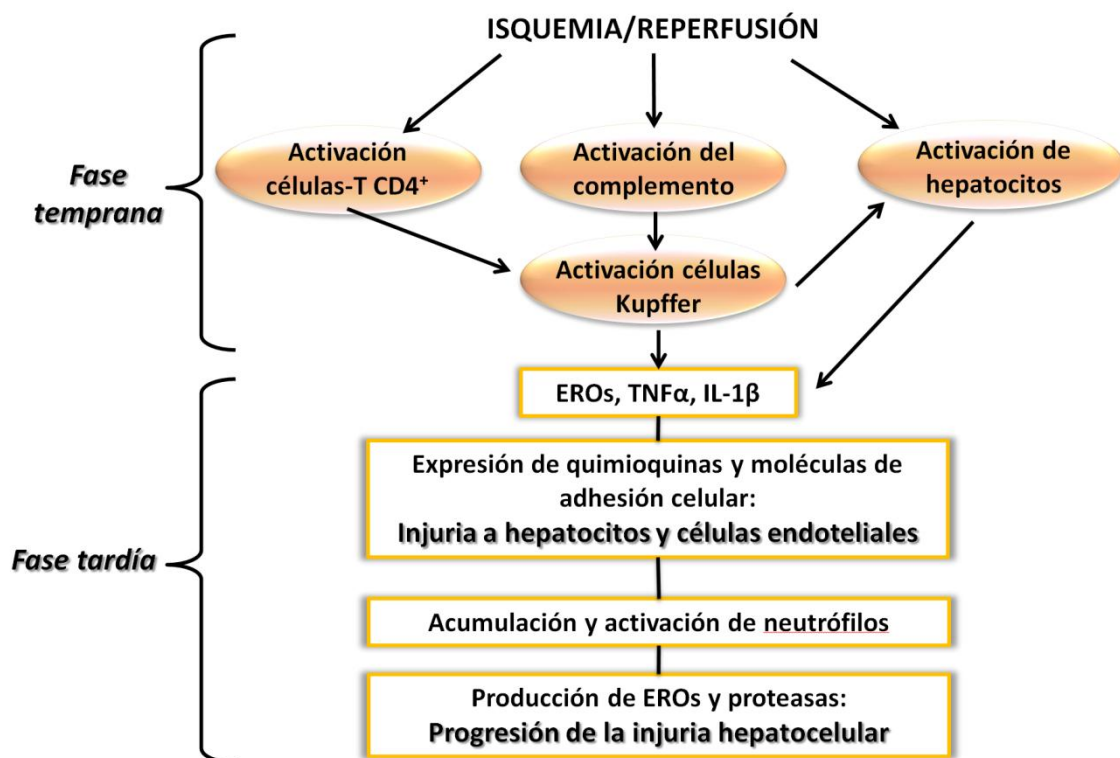 ISQUEMIA/REPERFUSIÓN
Fase
temprana
Activación
células-T CD4⁺
Activación del
complemento
Activación de
hepatocitos
Activación células
Kupffer
Fase tardía
EROs, TNFα, IL-1β
Expresión de quimioquinas y moléculas de
adhesión celular:
Injuria a hepatocitos y células endoteliales
Acumulación y activación de neutrófilos
Producción de EROs y proteasas:
Progresión de la injuria hepatocelular